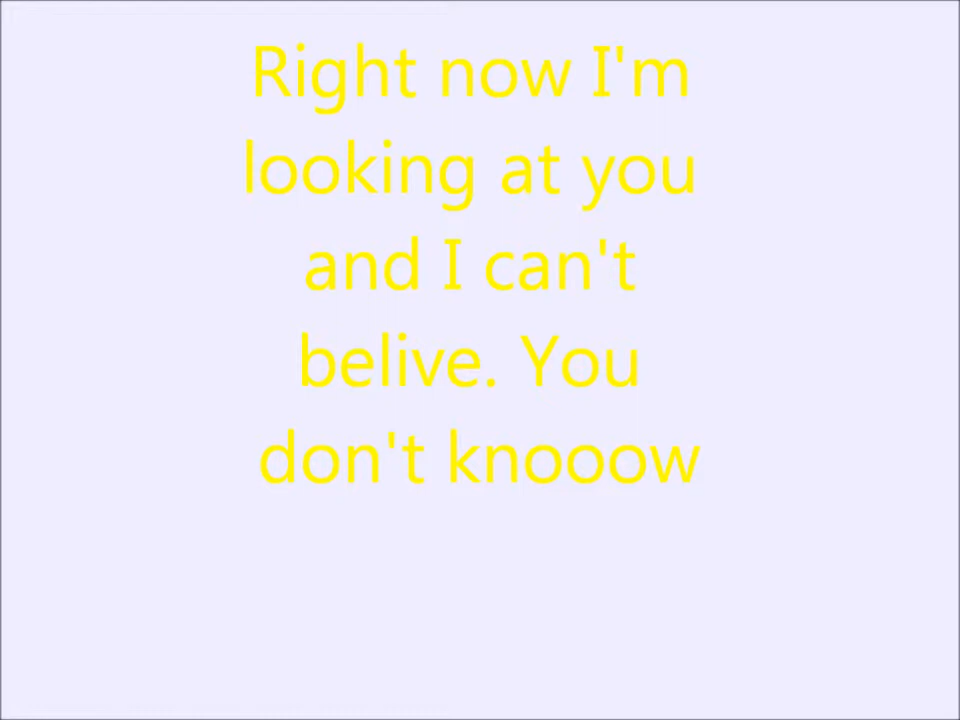 Right now I'm
looking at you
and I can't
belive. You
don't knooow